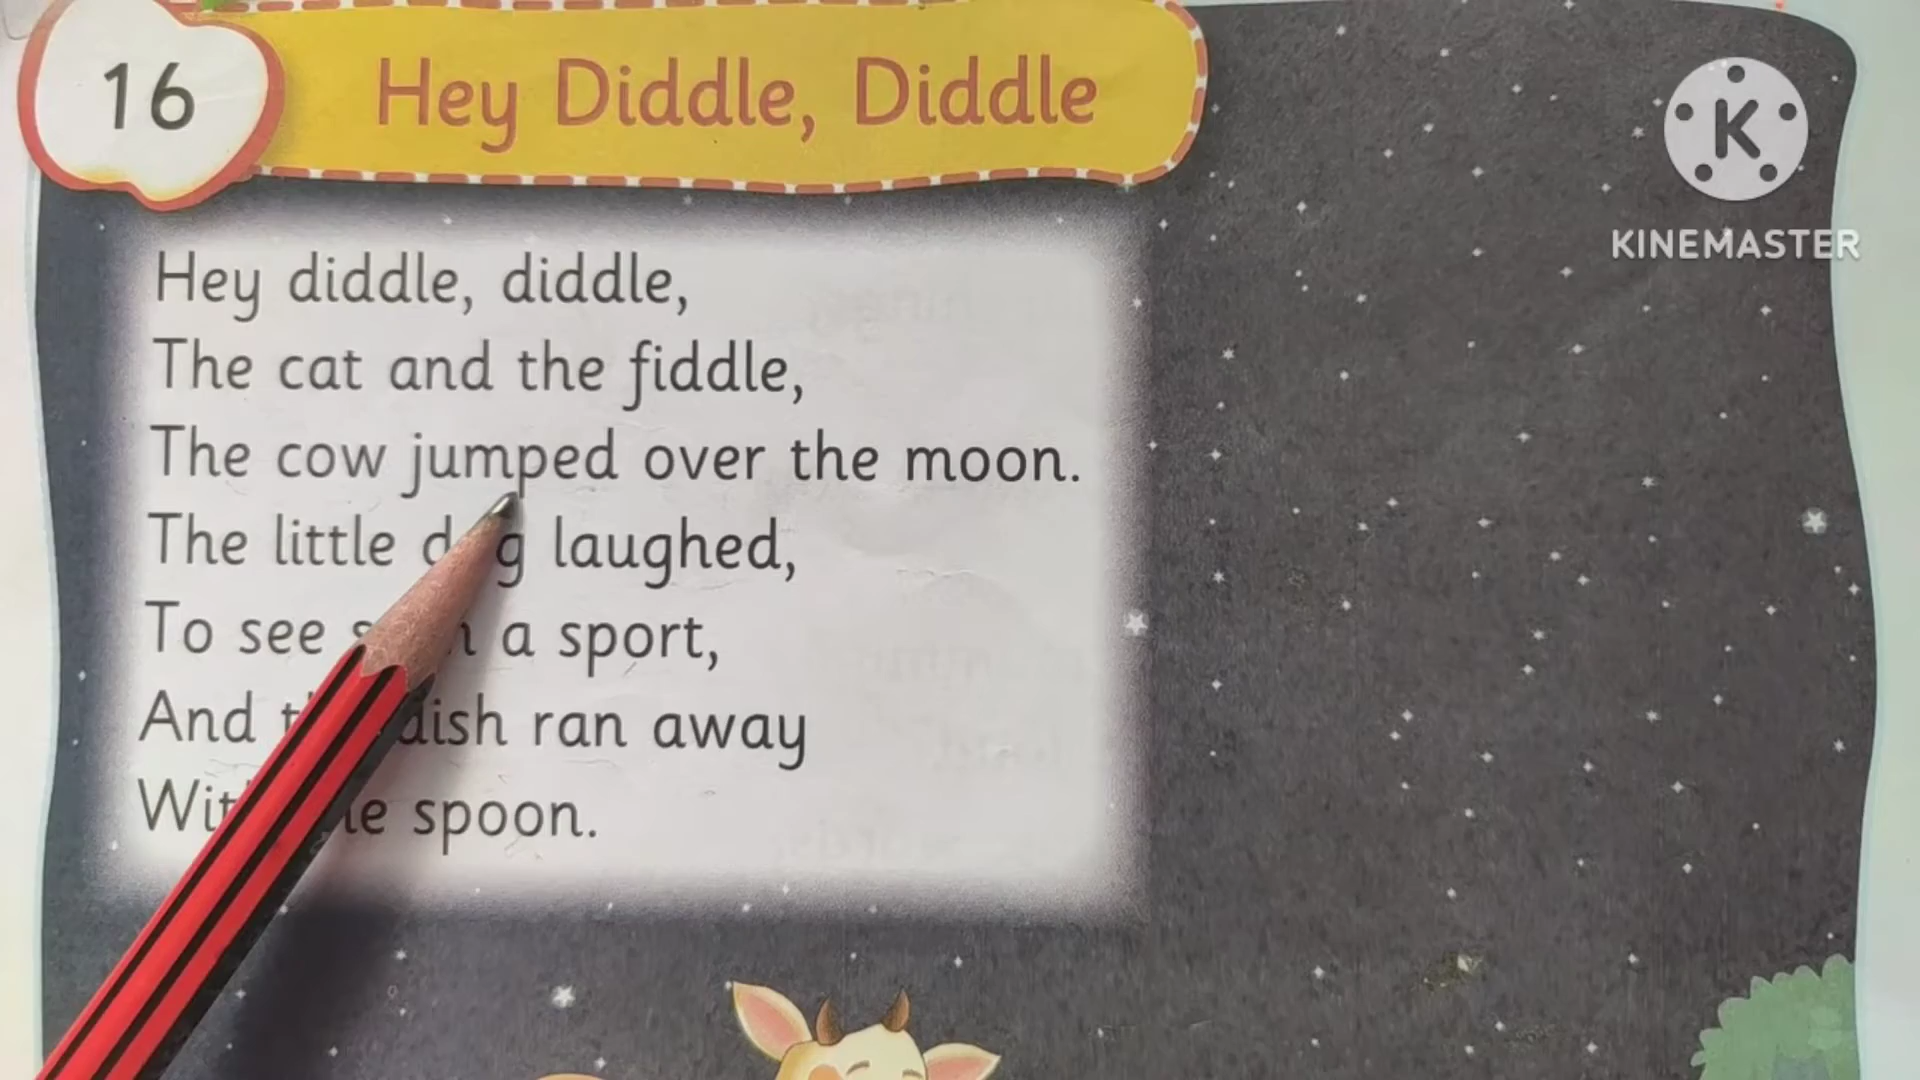 16
Hey Diddle, Diddle
K
KINEMASTER
Hey diddle, diddle,
The cat and the fiddle,
The cow jumped over the moon.
The little laughed,
To see a sport,
And dish ran away
spoon.